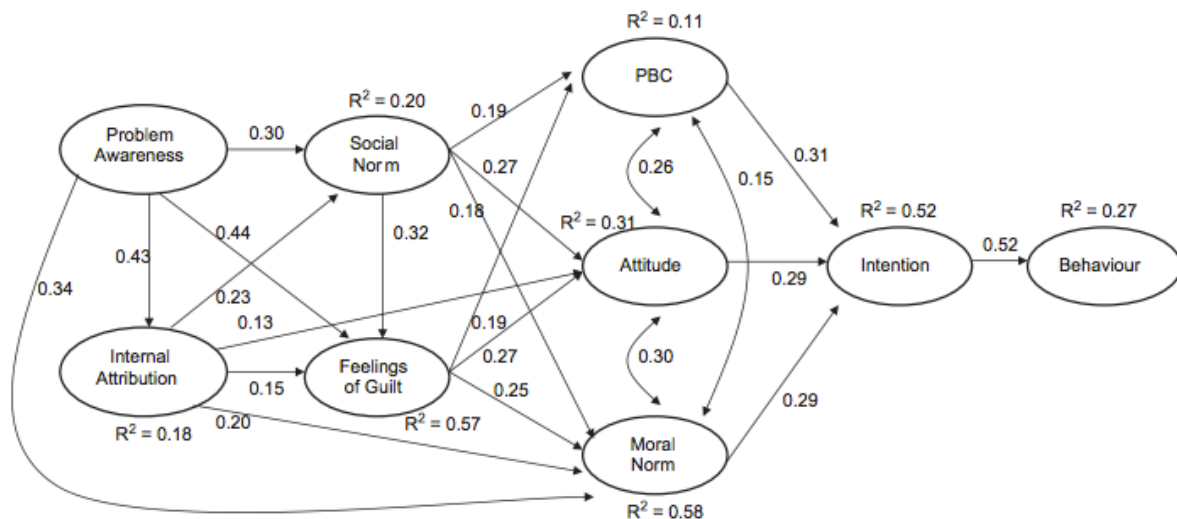 R² = 0.11
PBC
R² = 0.20
Problem
Awareness
0.30
Social
Norm
0.19
0.27
0.26
0.31
0.15
0.18
R² = 0.31
R² = 0.52
R² = 0.27
0.43
0.44
0.32
Attitude
0.29
Intention
0.52
Behaviour
0.34
0.23
0.13
0.19
0.30
Internal
Attribution
0.15
Feelings
of Guilt
0.27
0.25
0.29
R² = 0.18
0.20
R² = 0.57
Moral
Norm
R² = 0.58